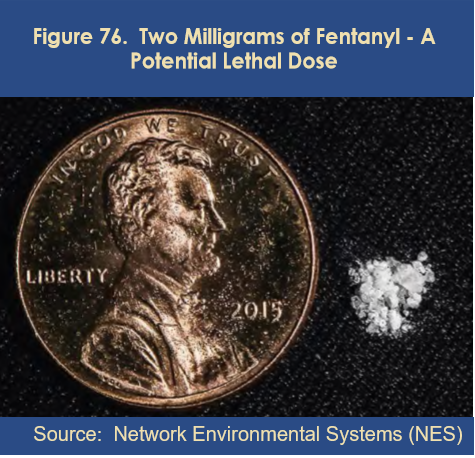 Figure 76.  Two Milligrams of Fentanyl - A
Potential Lethal Dose
IN GOD WE TRUST
LIBERTY
2015
Source:  Network Environmental Systems (NES)